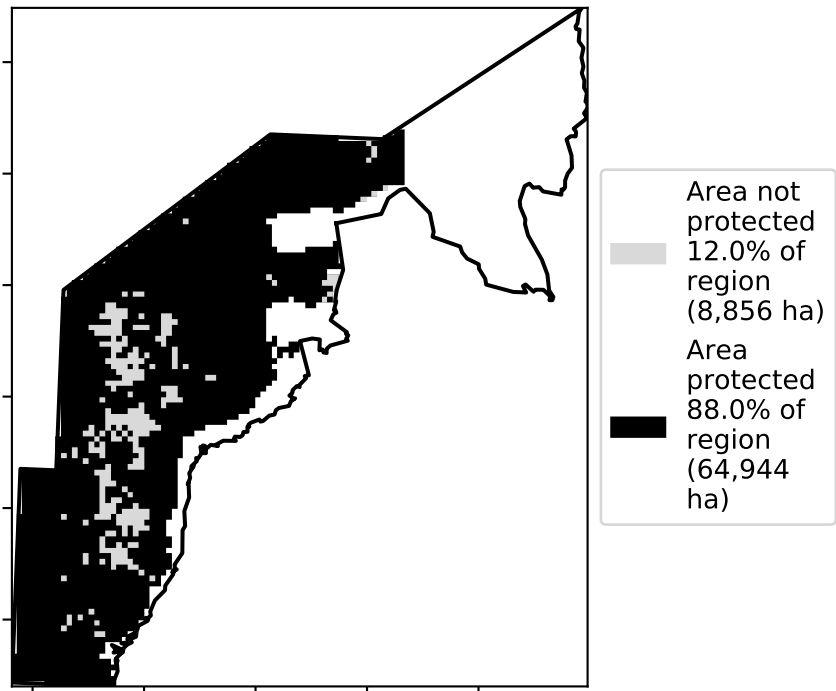 Area not
protected
12.0% of
region
(8,856 ha)
Area
protected
88.0% of
region
(64,944
ha)